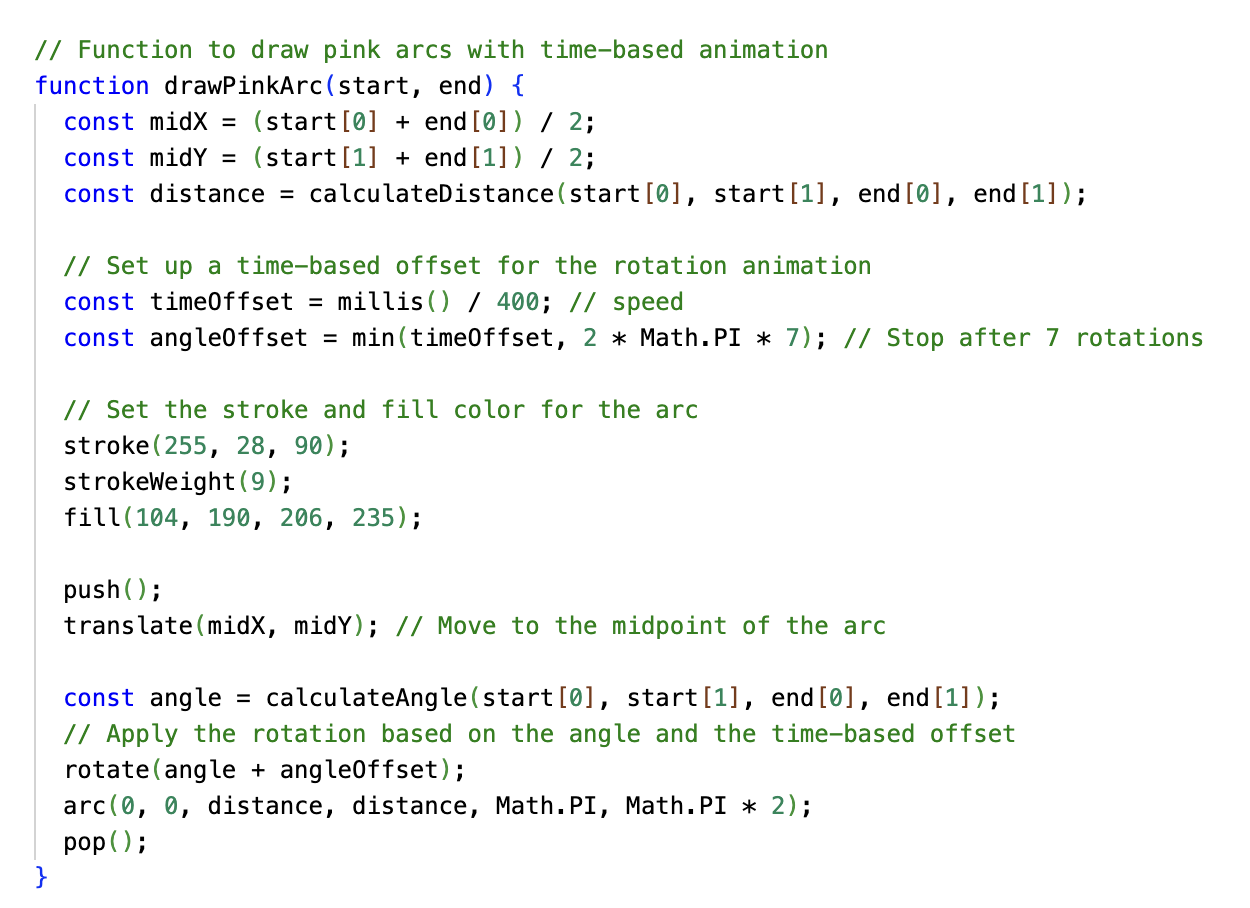 // Function to draw pink arcs with time-based animation
function drawPinkArc(start, end) {
  const midX = (start[0] + end[0]) / 2;
  const midY = (start[1] + end[1]) / 2;
  const distance = calculateDistance(start[0], start[1], end[0], end[1]);

  // Set up a time-based offset for the rotation animation
  const timeOffset = millis() / 400; // speed
  const angleOffset = min(timeOffset, 2 * Math.PI * 7); // Stop after 7 rotations

  // Set the stroke and fill color for the arc
  stroke(255, 28, 90);
  strokeWeight(9);
  fill(104, 190, 206, 235);

  push();
  translate(midX, midY); // Move to the midpoint of the arc

  const angle = calculateAngle(start[0], start[1], end[0], end[1]);
  // Apply the rotation based on the angle and the time-based offset
  rotate(angle + angleOffset);
  arc(0, 0, distance, distance, Math.PI, Math.PI * 2);
  pop();
}